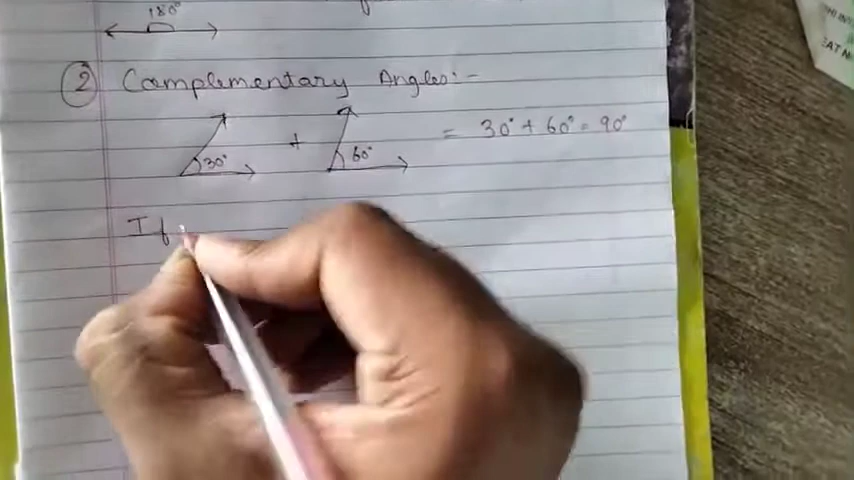 180°
② Complementary Angles:-
30° + 60° = 30° + 60° = 90°
If